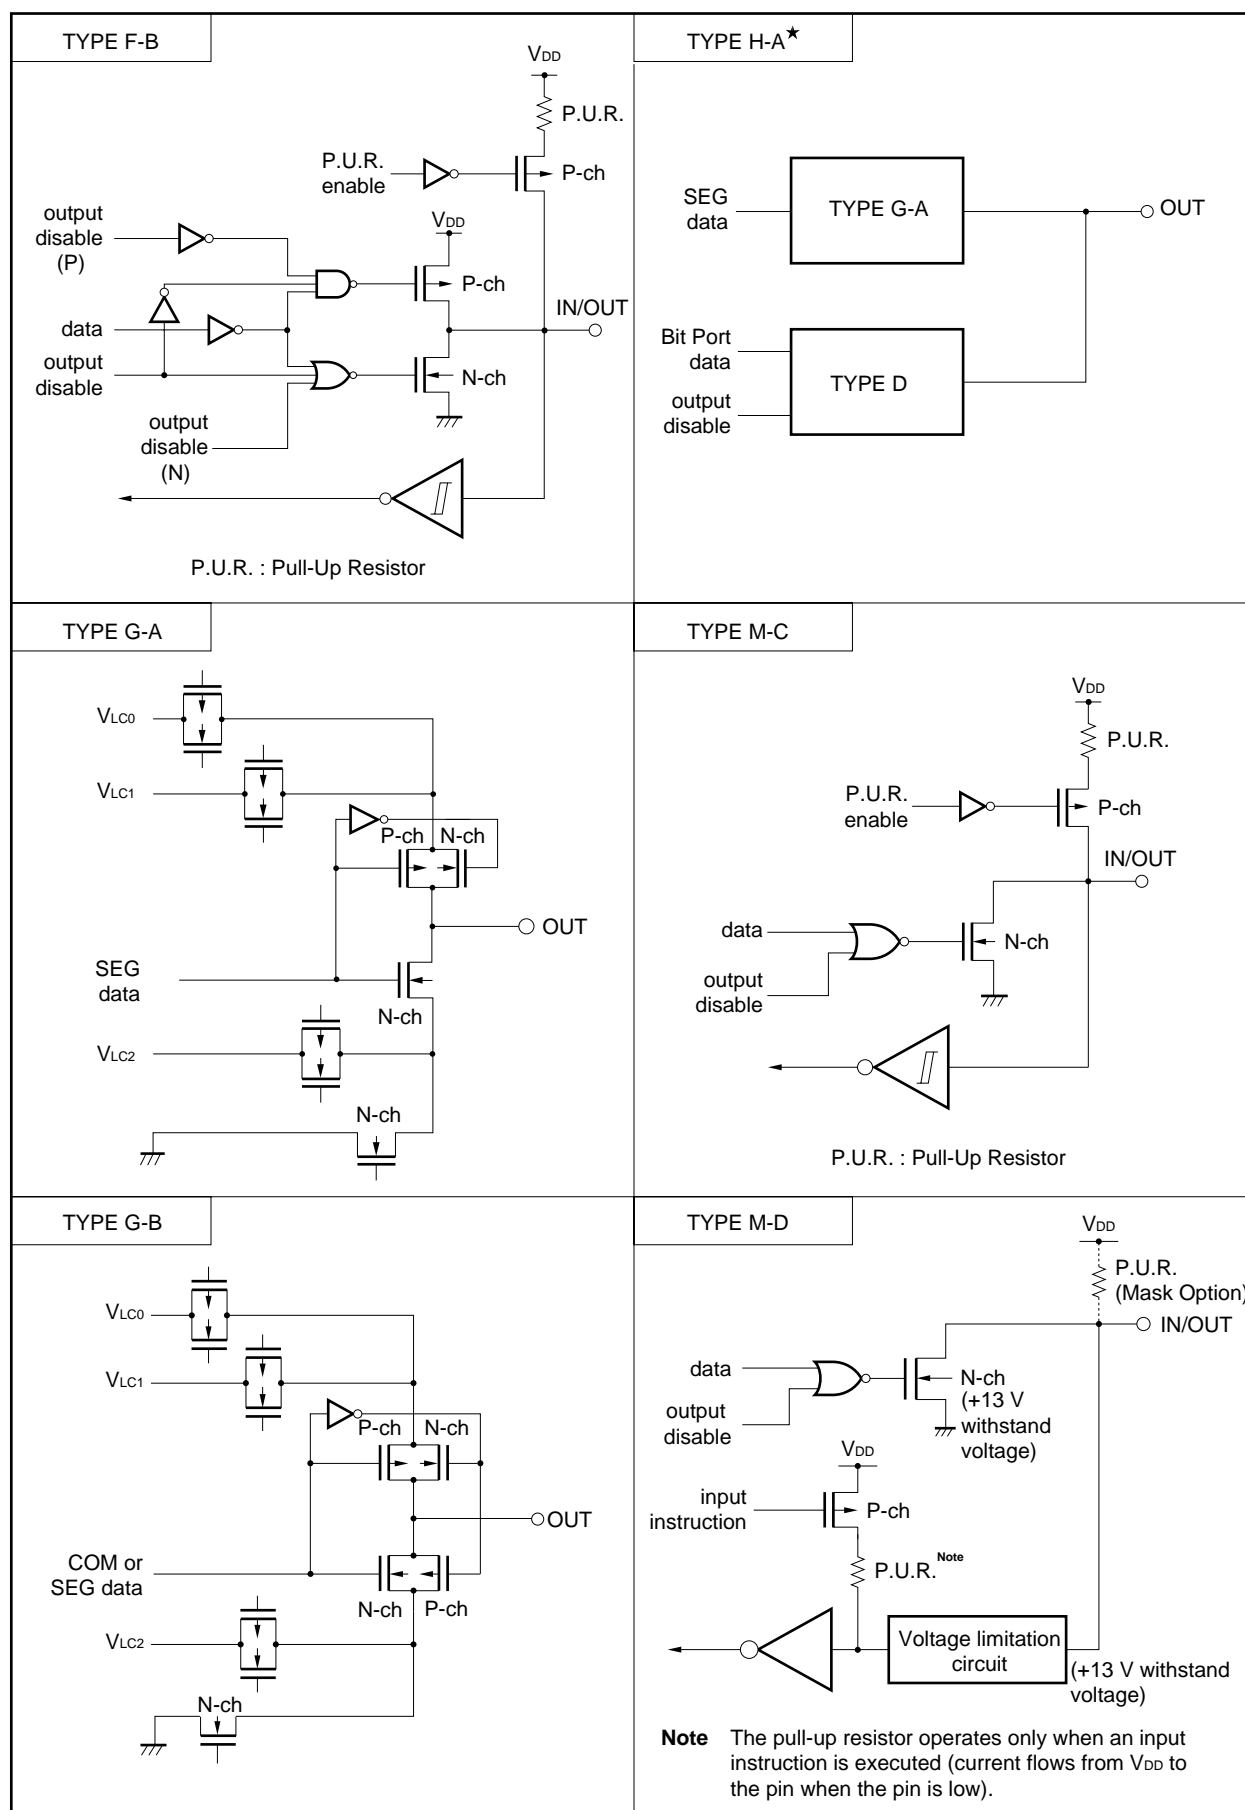 TYPE F-B
VDD
P.U.R.
P.U.R.
enable
P-ch
output
disable
(P)
VDD
P-ch
IN/OUT
data
output
disable
N-ch
output
disable
(N)
P.U.R. : Pull-Up Resistor
TYPE H-A★
SEG
data
TYPE G-A
OUT
Bit Port
data
TYPE D
output
disable
TYPE G-A
VLC0
VLC1
P-ch N-ch
OUT
SEG
data
N-ch
VLC2
N-ch
TYPE M-C
VDD
P.U.R.
P.U.R.
enable
P-ch
IN/OUT
data
N-ch
output
disable
P.U.R. : Pull-Up Resistor
TYPE G-B
VLC0
VLC1
P-ch N-ch
OUT
COM or
SEG data
N-ch P-ch
VLC2
N-ch
TYPE M-D
VDD
P.U.R.
(Mask Option)
IN/OUT
data
N-ch
(+13 V
withstand
voltage)
output
disable
VDD
input
instruction
P-ch
P.U.R.Note
Voltage limitation
circuit
(+13 V withstand
voltage)
Note The pull-up resistor operates only when an input
instruction is executed (current flows from VDD to
the pin when the pin is low).